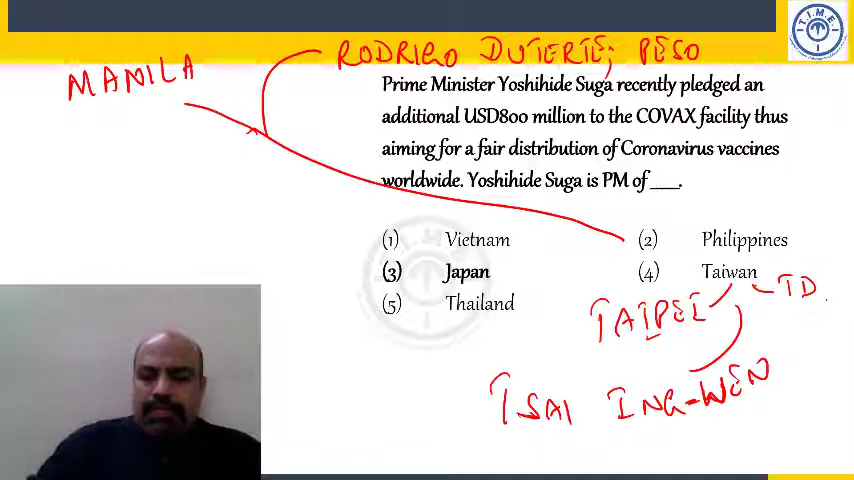 T.I.M.E.
RODRIGO DUTERTE; PESO
MANILA
Prime Minister Yoshihide Suga recently pledged an
additional USD800 million to the COVAX facility thus
aiming for a fair distribution of Coronavirus vaccines
worldwide. Yoshihide Suga is PM of ___.
(1) Vietnam (2) Philippines
(3) Japan (4) Taiwan
(5) Thailand
TD.
TAIPEI
TSAI ING-WEN